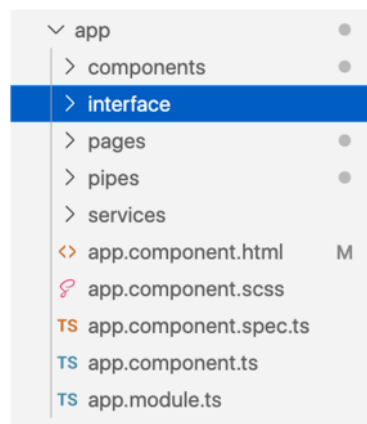 app
components
interface
pages
pipes
services
<> app.component.html M
app.component.scss
TS app.component.spec.ts
TS app.component.ts
TS app.module.ts